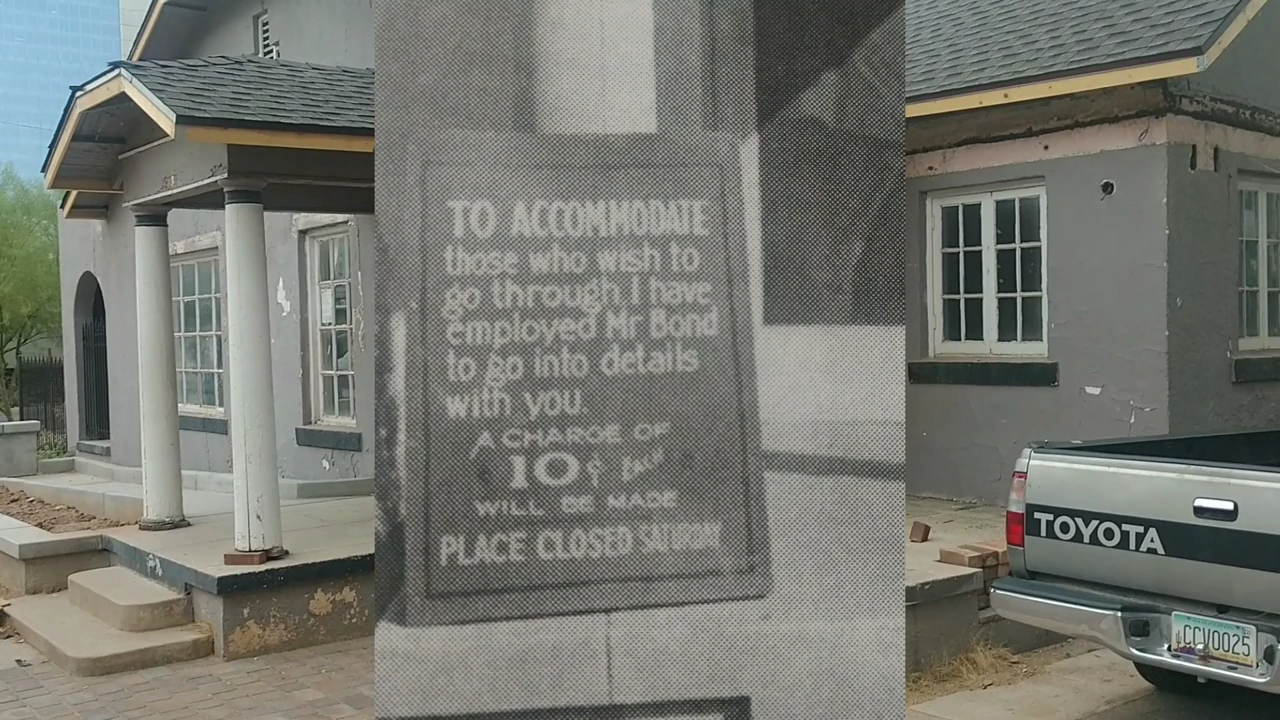 TO ACCOMMODATE
those who wish to
go through I have
employed Mr Bond
to go into details
with you.
A CHARGE OF
10¢ per
WILL BE MADE
PLACE CLOSED
TOYOTA
CCV0025